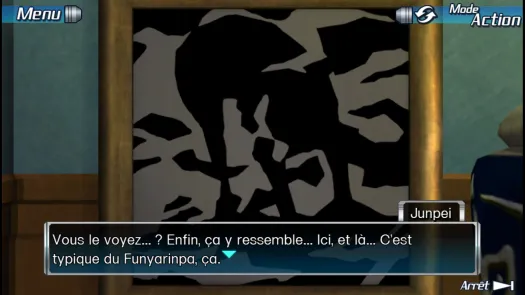 Menu
Mode
Action
Junpei
Vous le voyez... ? Enfin, ça y ressemble... Ici, et là... C'est
typique du Funyarinpa, ça.
Arrêt